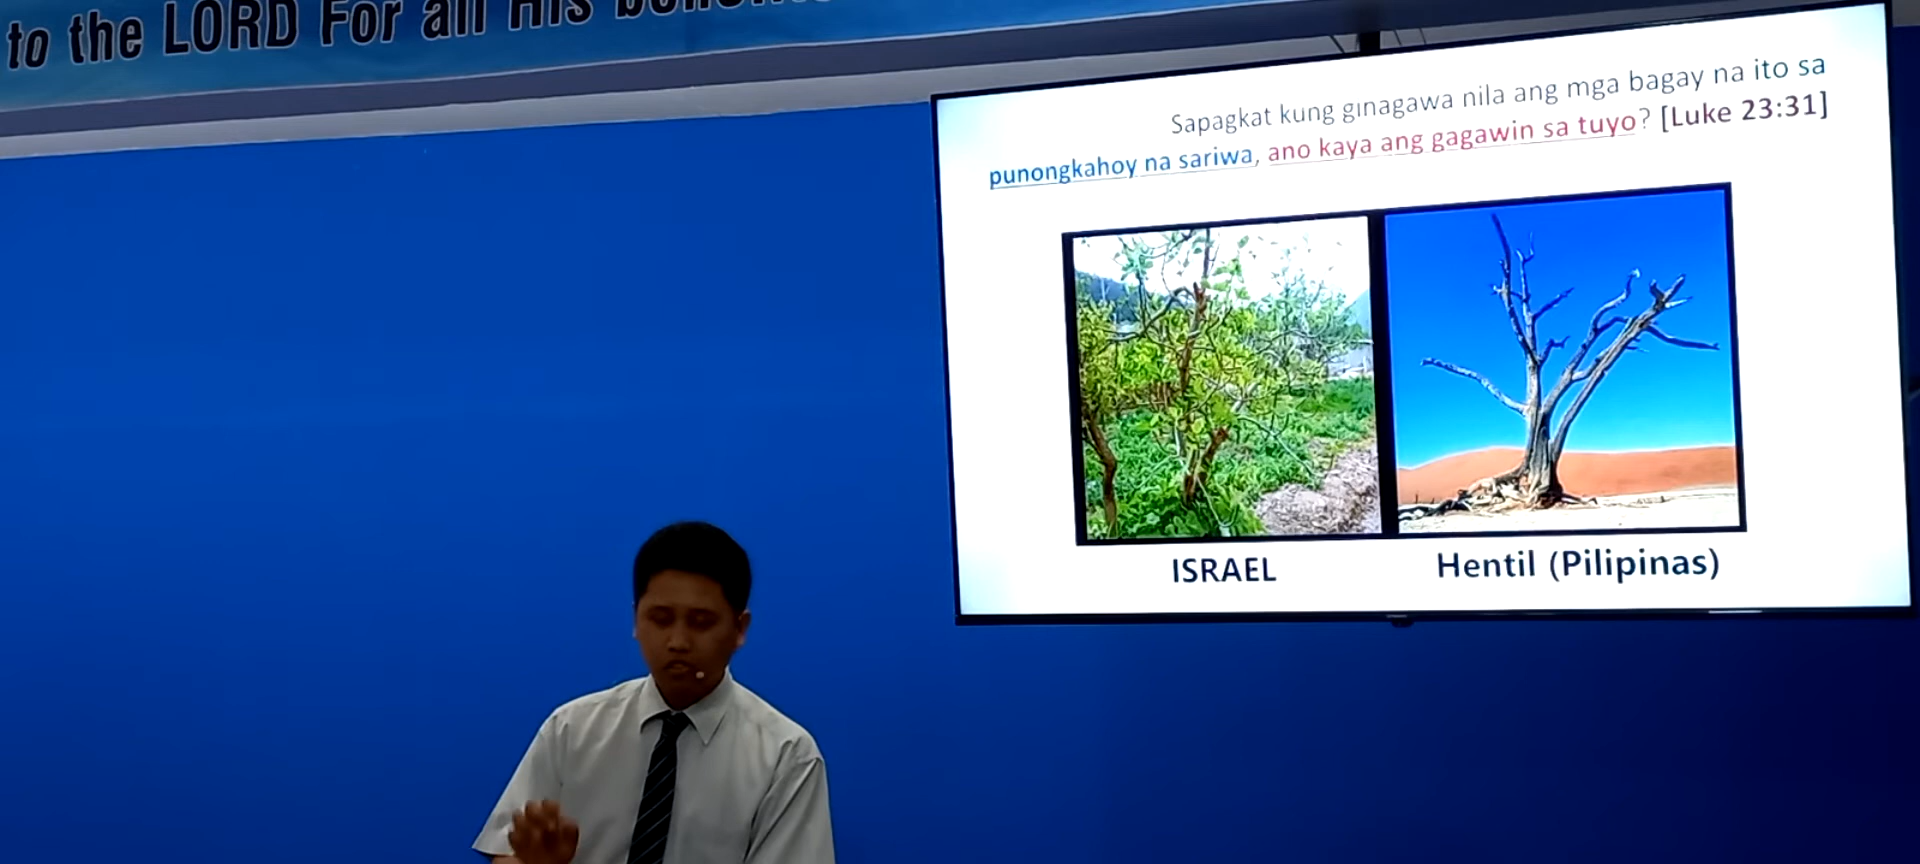 to the LORD For all His
Sapagkat kung ginagawa nila ang mga bagay na ito sa
punongkahoy na sariwa, ano kaya ang gagawin sa tuyo? [Luke 23:31]
ISRAEL
Hentil (Pilipinas)